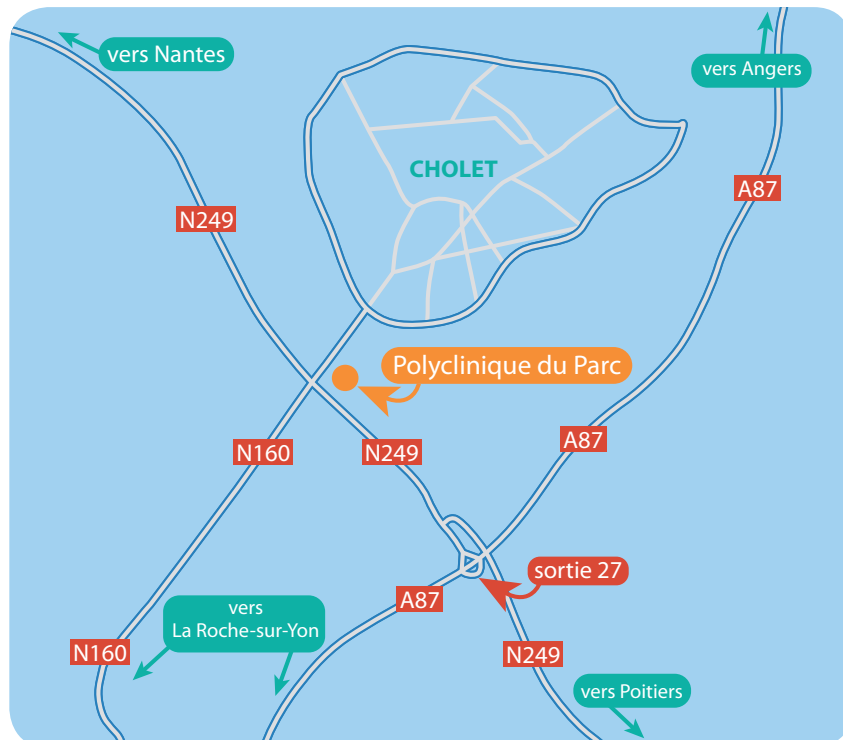 vers Nantes
vers Angers
CHOLET
A87
N249
Polyclinique du Parc
A87
N160
N249
sortie 27
A87
vers
La Roche-sur-Yon
N160
N249
vers Poitiers